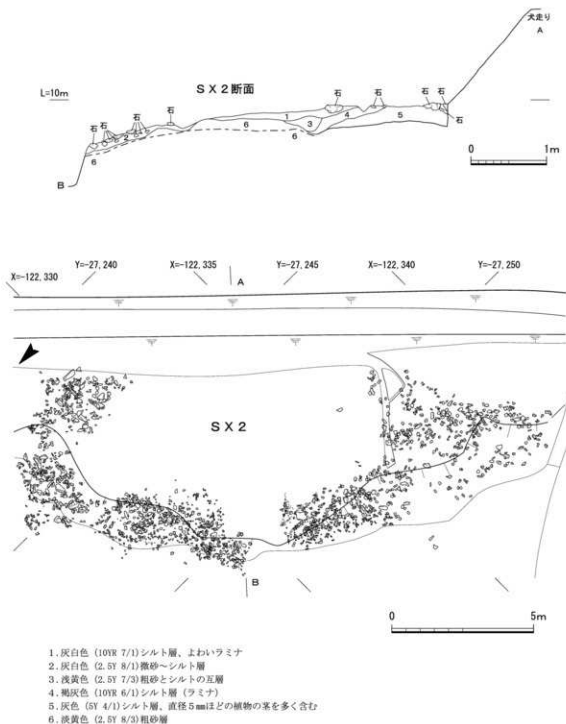 犬走り
A
石
石
石 石
L=10m
SX2断面
石
石
石
石
石
1
4
5
2
6
3
6
6
B
0 1m
Y=-27,240 X=-122,335 A Y=-27,245 X=-122,340 Y=-27,250
X=-122,330
SX2
B
0 5m
1.灰白色 (10YR 7/1)シルト層、よわいラミナ
2.灰白色 (2.5Y 8/1)微砂～シルト層
3.浅黄色 (2.5Y 7/3)粗砂とシルトの互層
4.褐灰色 (10YR 6/1)シルト層 (ラミナ)
5.灰色 (5Y 4/1)シルト層、直径5㎜ほどの植物の茎を多く含む
6.淡黄色 (2.5Y 8/3)粗砂層